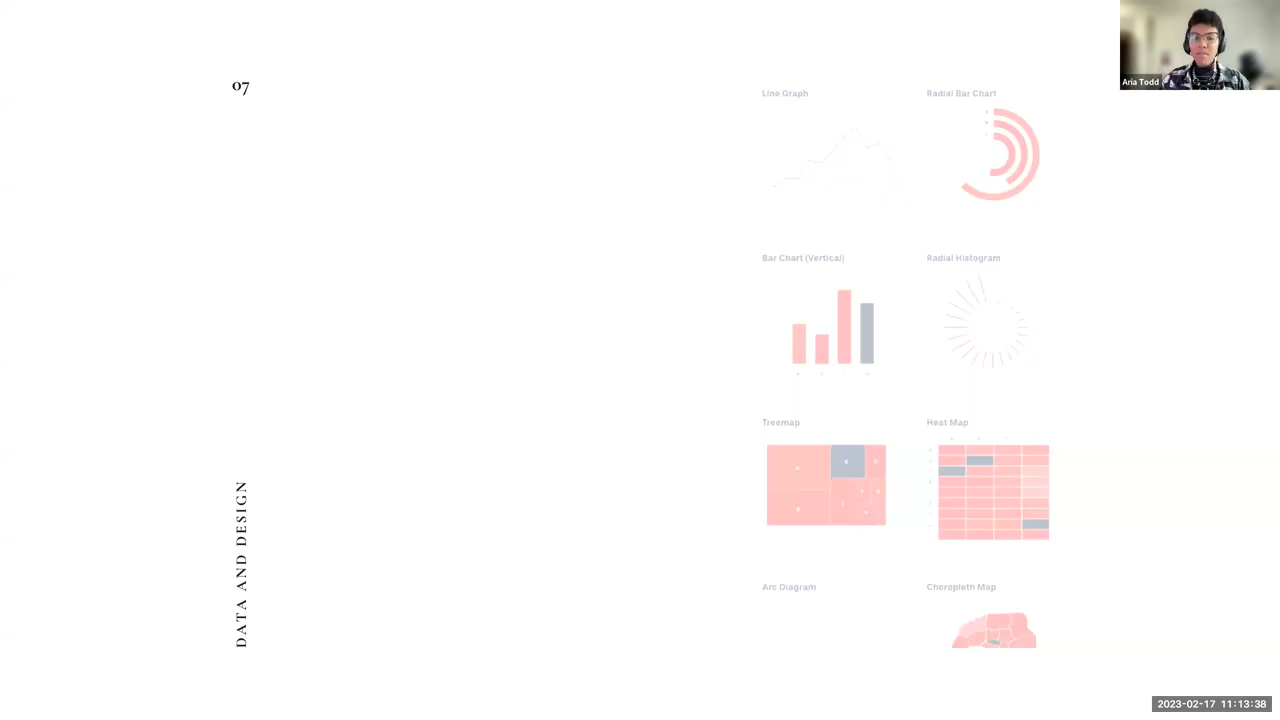 07
DATA AND DESIGN
Line Graph
Radial Bar Chart
Bar Chart (Vertical)
Radial Histogram
Treemap
Heat Map
Arc Diagram
Choropleth Map
Aria Todd
2023-02-17 11:13:38